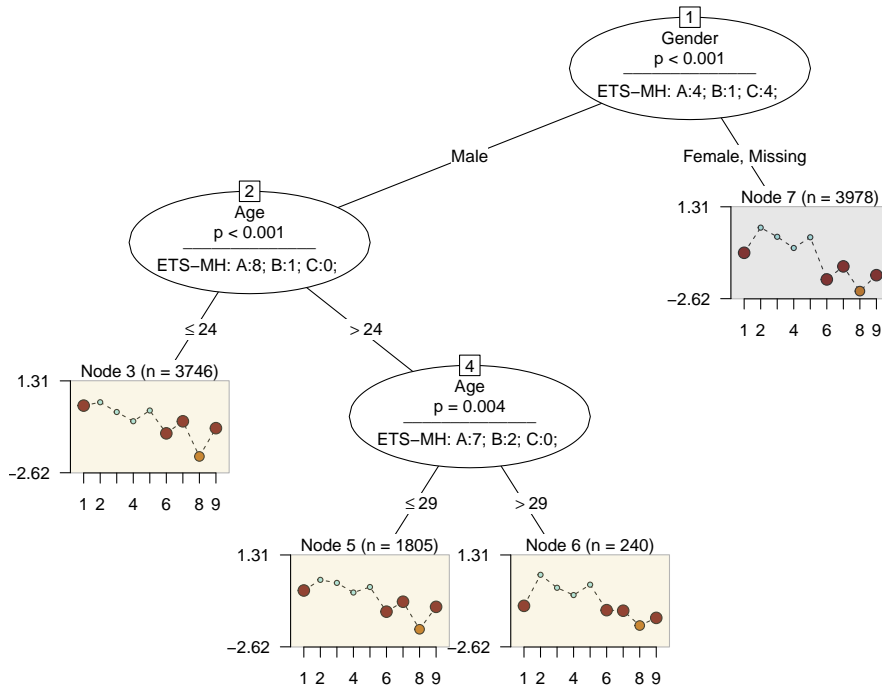 1
Gender
p < 0.001
ETS−MH: A:4; B:1; C:4;
Male
Female, Missing
2
Age
p < 0.001
ETS−MH: A:8; B:1; C:0;
Node 7 (n = 3978)
1.31
−2.62
1 2 4 6 8 9
≤ 24
> 24
Node 3 (n = 3746)
1.31
−2.62
1 2 4 6 8 9
4
Age
p = 0.004
ETS−MH: A:7; B:2; C:0;
≤ 29
> 29
Node 5 (n = 1805)
1.31
−2.62
1 2 4 6 8 9
Node 6 (n = 240)
1.31
−2.62
1 2 4 6 8 9